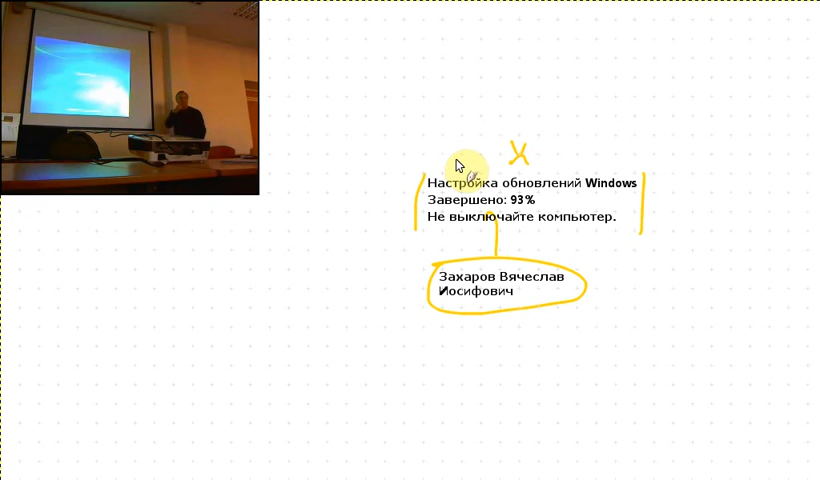 Настройка обновлений Windows
Завершено: 93%
Не выключайте компьютер.
Захаров Вячеслав
Иосифович